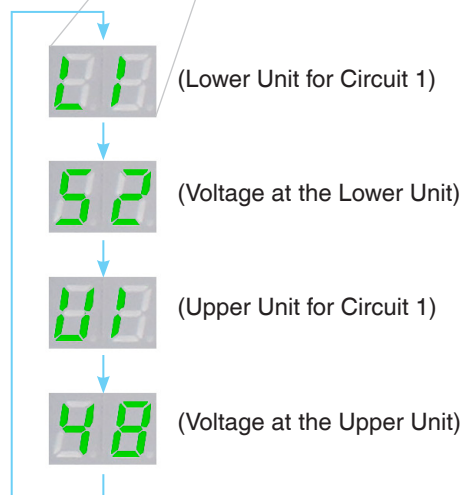 L1 (Lower Unit for Circuit 1)
52 (Voltage at the Lower Unit)
U1 (Upper Unit for Circuit 1)
48 (Voltage at the Upper Unit)